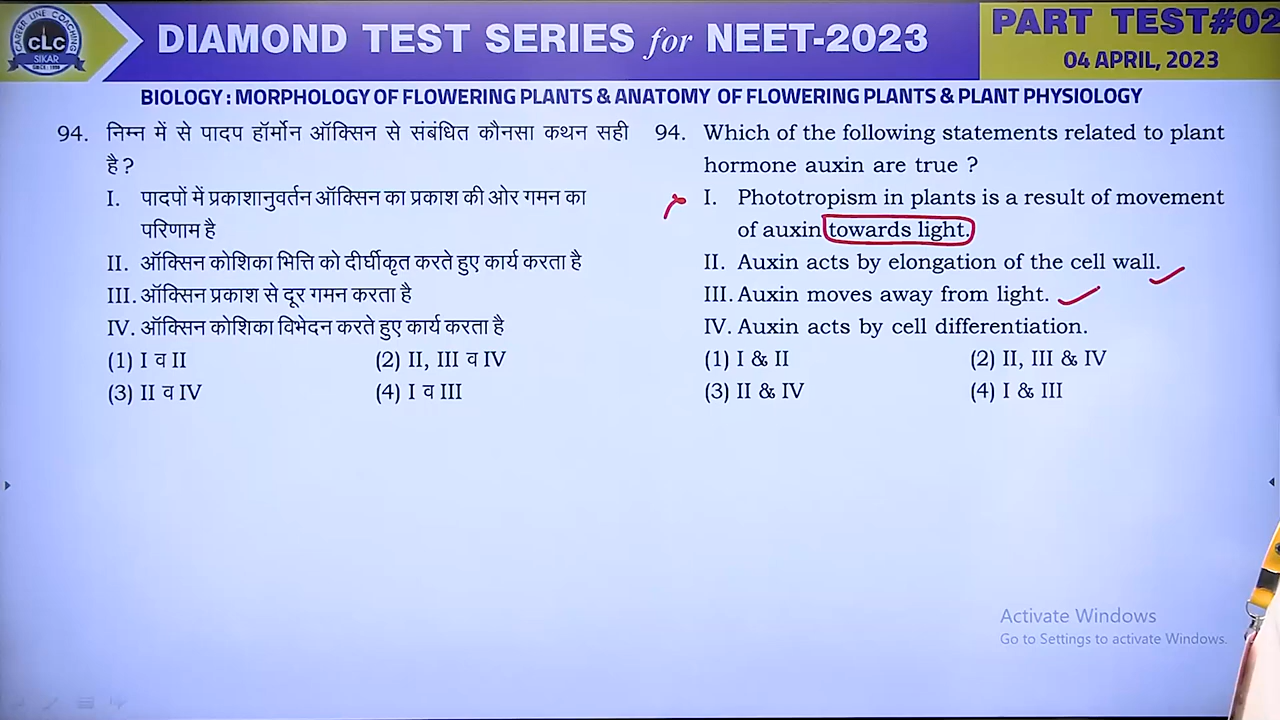 CAREER LINE COACHING
CLC
SIKAR
SINCE : 1996
DIAMOND TEST SERIES for NEET-2023
PART TEST#02
04 APRIL, 2023
BIOLOGY : MORPHOLOGY OF FLOWERING PLANTS & ANATOMY OF FLOWERING PLANTS & PLANT PHYSIOLOGY
94. निम्न में से पादप हॉर्मोन ऑक्सिन से संबंधित कौनसा कथन सही
है ?
I. पादपों में प्रकाशानुवर्तन ऑक्सिन का प्रकाश की ओर गमन का
परिणाम है
II. ऑक्सिन कोशिका भित्ति को दीर्घीकृत करते हुए कार्य करता है
III. ऑक्सिन प्रकाश से दूर गमन करता है
IV. ऑक्सिन कोशिका विभेदन करते हुए कार्य करता है
(1) I व II (2) II, III व IV
(3) II व IV (4) I व III
94. Which of the following statements related to plant
hormone auxin are true ?
I. Phototropism in plants is a result of movement
of auxin towards light.
II. Auxin acts by elongation of the cell wall.
III. Auxin moves away from light.
IV. Auxin acts by cell differentiation.
(1) I & II (2) II, III & IV
(3) II & IV (4) I & III
Activate Windows
Go to Settings to activate Windows.